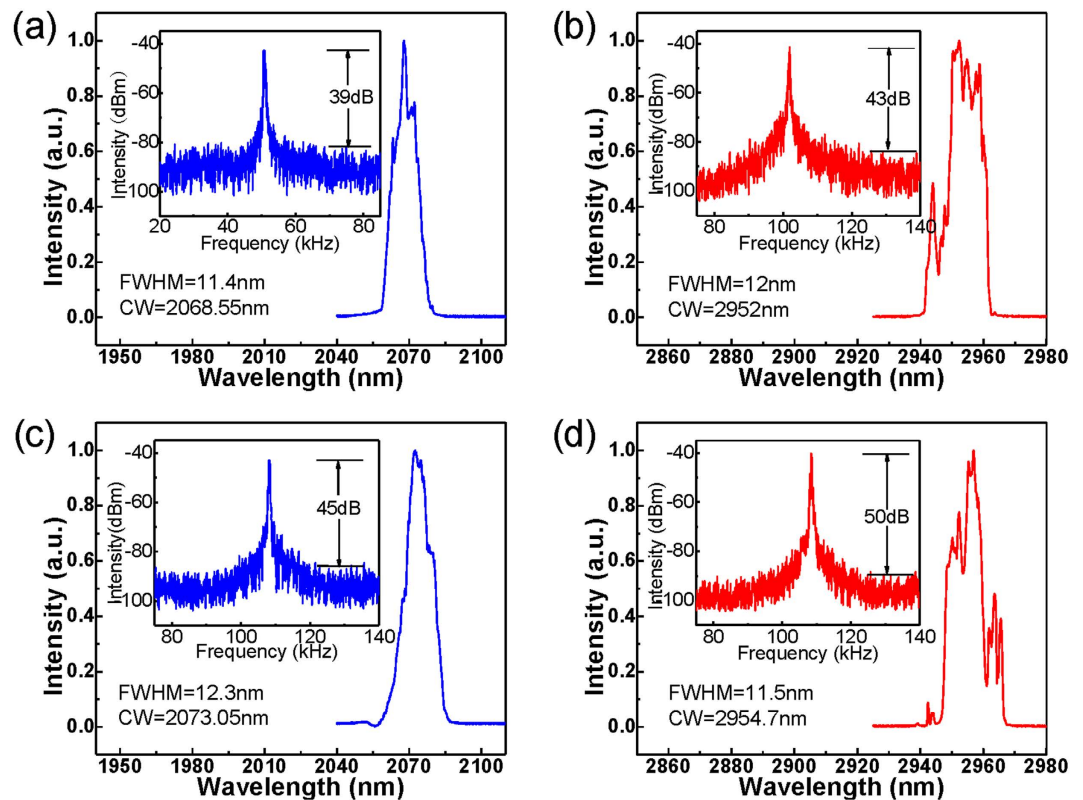 (a)
Intensity (a.u.)
1.0
0.8
0.6
0.4
0.2
0.0
Intensity (dBm)
-40
-60
-80
100
39dB
20 40 60 80
Frequency (kHz)
FWHM=11.4nm
CW=2068.55nm
1950 1980 2010 2040 2070 2100
Wavelength (nm)
(b)
Intensity (a.u.)
1.0
0.8
0.6
0.4
0.2
0.0
Intensity(dBm)
-40
-60
-80
100
43dB
80 100 120 140
Frequency (kHz)
FWHM=12nm
CW=2952nm
2860 2880 2900 2920 2940 2960 2980
Wavelength (nm)
(c)
Intensity (a.u.)
1.0
0.8
0.6
0.4
0.2
0.0
Intensity(dBm)
-40
-60
-80
100
45dB
80 100 120 140
Frequency (kHz)
FWHM=12.3nm
CW=2073.05nm
1950 1980 2010 2040 2070 2100
Wavelength (nm)
(d)
Intensity (a.u.)
1.0
0.8
0.6
0.4
0.2
0.0
Intensity (dBm)
-40
-60
-80
100
50dB
80 100 120 140
Frequency (kHz)
FWHM=11.5nm
CW=2954.7nm
2860 2880 2900 2920 2940 2960 2980
Wavelength (nm)